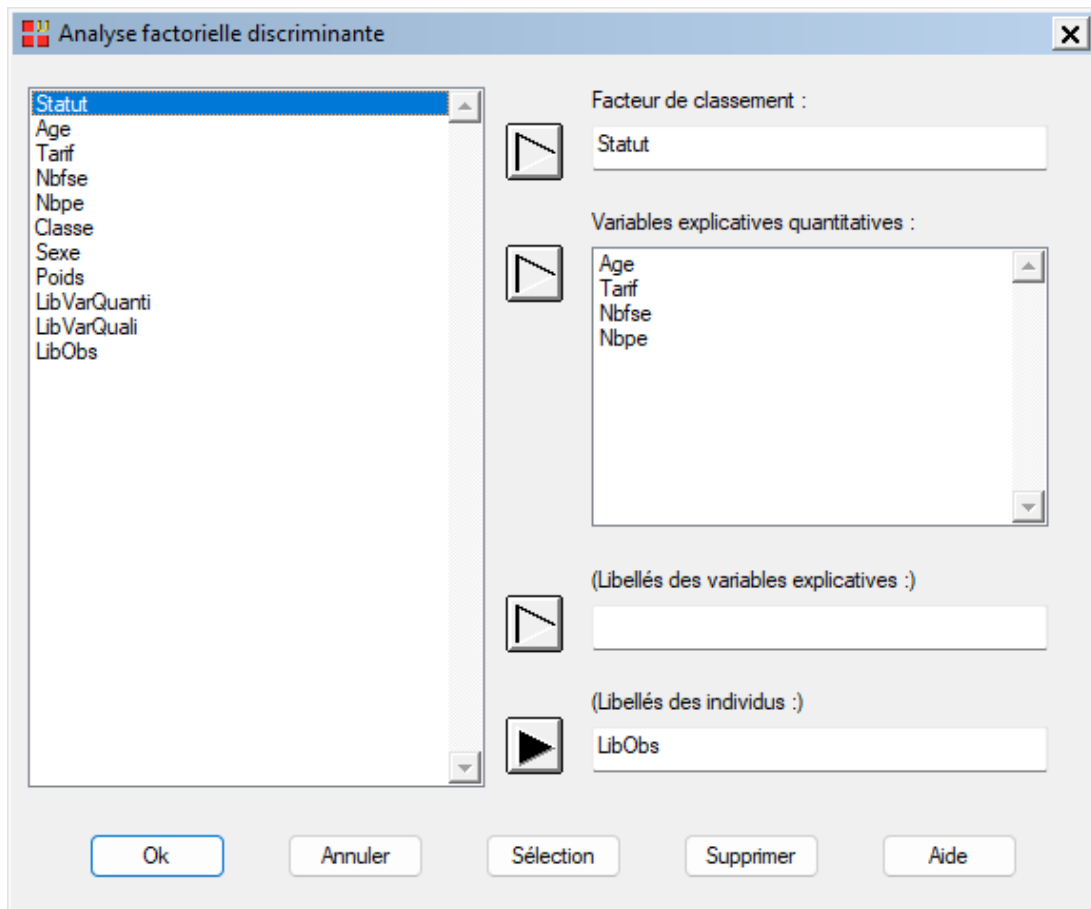 Analyse factorielle discriminante
Statut
Age
Tarif
Nbfse
Nbpe
Classe
Sexe
Poids
LibVarQuanti
LibVarQuali
LibObs
Facteur de classement :
Statut
Variables explicatives quantitatives :
Age
Tarif
Nbfse
Nbpe
(Libellés des variables explicatives :)
(Libellés des individus :)
LibObs
Ok
Annuler
Sélection
Supprimer
Aide